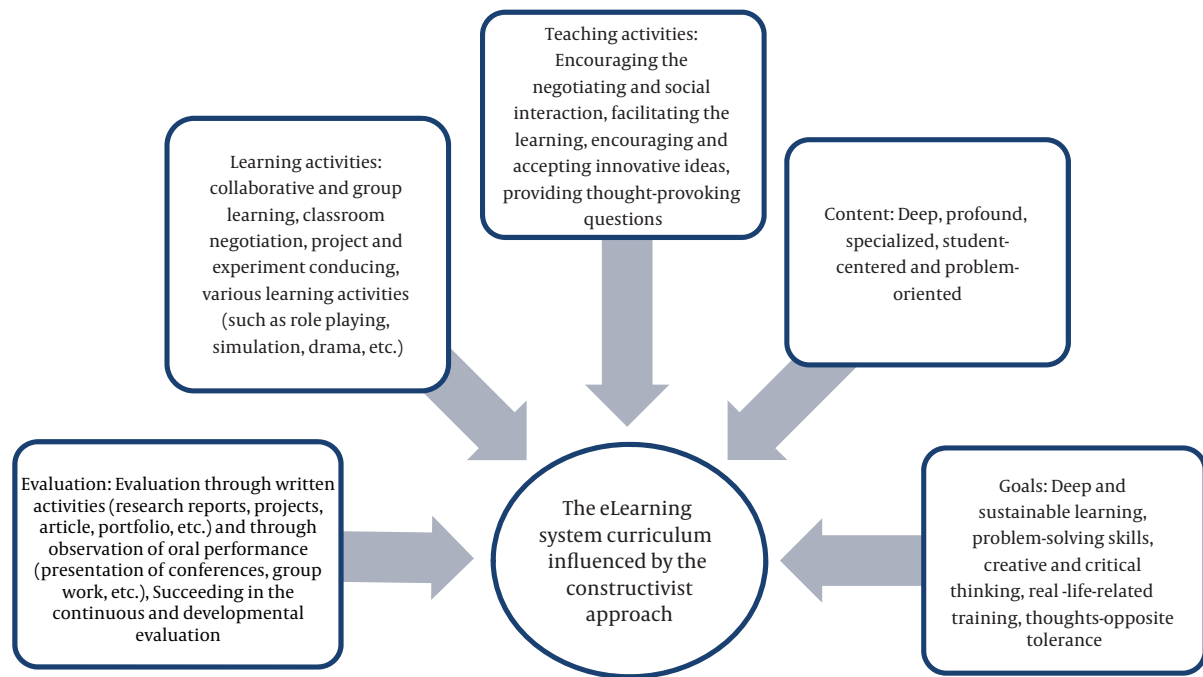 Teaching activities:
Encouraging the
negotiating and social
interaction, facilitating the
learning, encouraging and
accepting innovative ideas,
providing thought-provoking
questions
Learning activities:
collaborative and group
learning, classroom
negotiation, project and
experiment conducing,
various learning activities
(such as role playing,
simulation, drama, etc.)
Content: Deep, profound,
specialized, student-
centered and problem-
oriented
Evaluation: Evaluation through written
activities (research reports, projects,
article, portfolio, etc.) and through
observation of oral performance
(presentation of conferences, group
work, etc.), Succeeding in the
continuous and developmental
evaluation
The eLearning
system curriculum
influenced by the
constructivist
approach
Goals: Deep and
sustainable learning,
problem-solving skills,
creative and critical
thinking, real -life-related
training, thoughts-opposite
tolerance